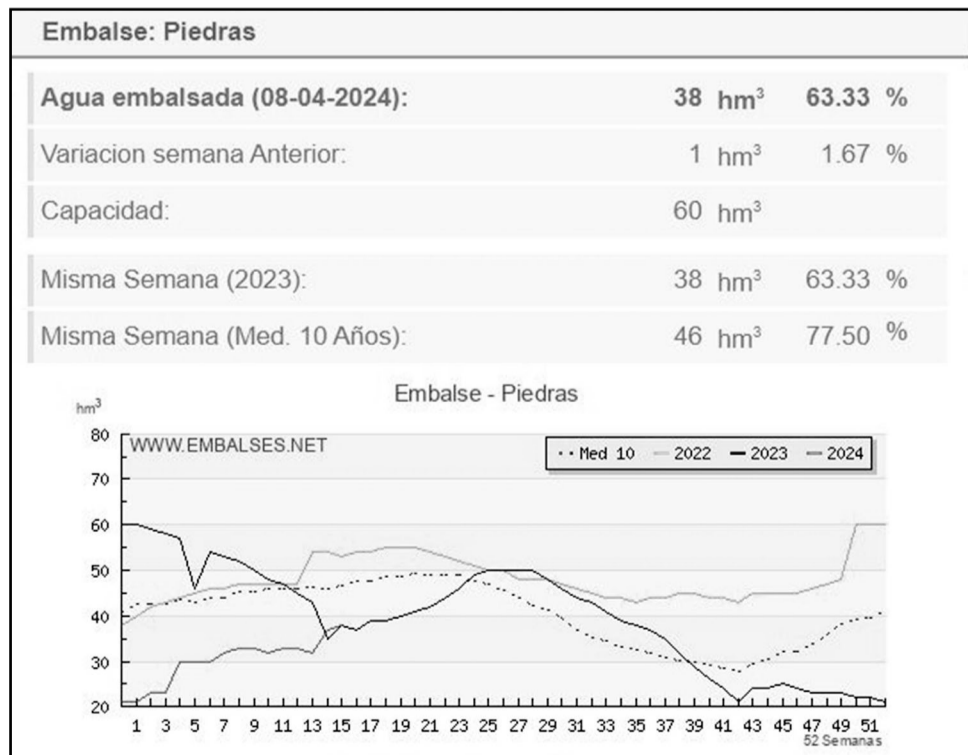 Embalse: Piedras
Agua embalsada (08-04-2024): 38 hm³ 63.33 %
Variacion semana Anterior: 1 hm³ 1.67 %
Capacidad: 60 hm³
Misma Semana (2023): 38 hm³ 63.33 %
Misma Semana (Med. 10 Años): 46 hm³ 77.50 %
Embalse - Piedras
hm³
WWW.EMBALSES.NET
Med 10 2022 2023 2024
80
70
60
50
40
30
20
1 3 5 7 9 11 13 15 17 19 21 23 25 27 29 31 33 35 37 39 41 43 45 47 49 51
52 Semanas